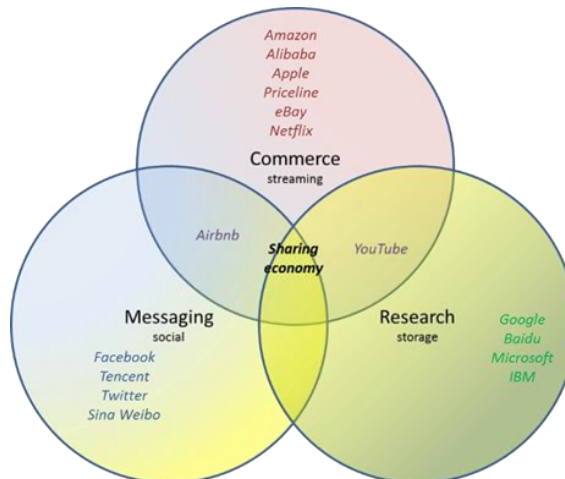 Amazon
Alibaba
Apple
Priceline
eBay
Netflix
Commerce
streaming
Airbnb
Sharing
economy
YouTube
Messaging
social
Facebook
Tencent
Twitter
Sina Weibo
Research
storage
Google
Baidu
Microsoft
IBM